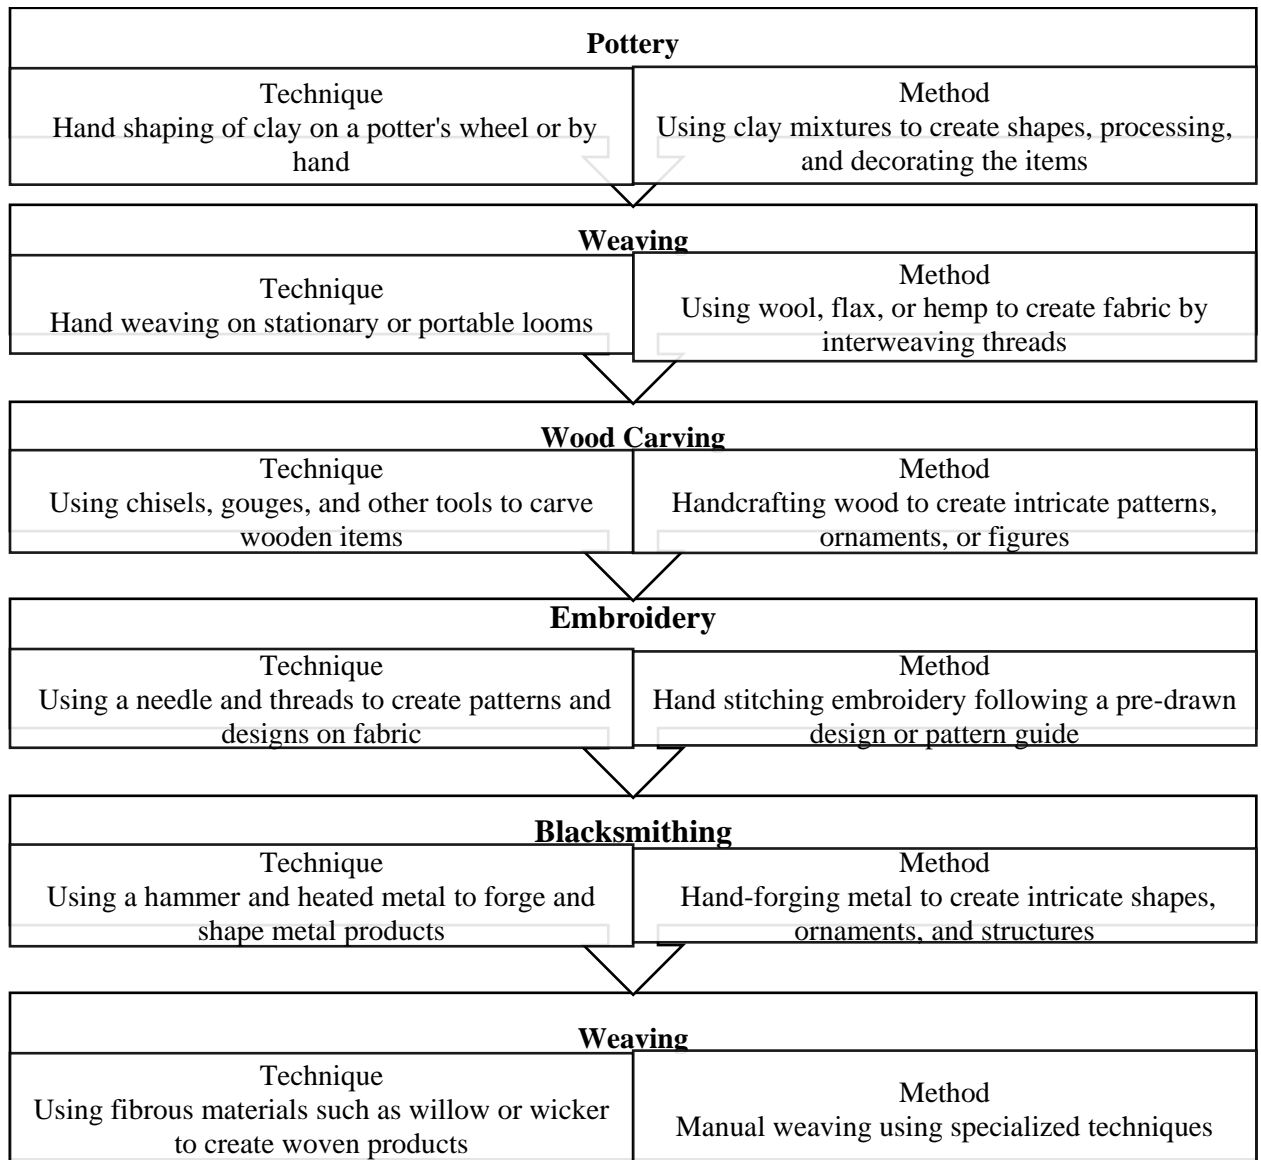 Pottery
Technique
Hand shaping of clay on a potter's wheel or by
hand
Method
Using clay mixtures to create shapes, processing,
and decorating the items
Weaving
Technique
Hand weaving on stationary or portable looms
Method
Using wool, flax, or hemp to create fabric by
interweaving threads
Wood Carving
Technique
Using chisels, gouges, and other tools to carve
wooden items
Method
Handcrafting wood to create intricate patterns,
ornaments, or figures
Embroidery
Technique
Using a needle and threads to create patterns and
designs on fabric
Method
Hand stitching embroidery following a pre-drawn
design or pattern guide
Blacksmithing
Technique
Using a hammer and heated metal to forge and
shape metal products
Method
Hand-forging metal to create intricate shapes,
ornaments, and structures
Weaving
Technique
Using fibrous materials such as willow or wicker
to create woven products
Method
Manual weaving using specialized techniques